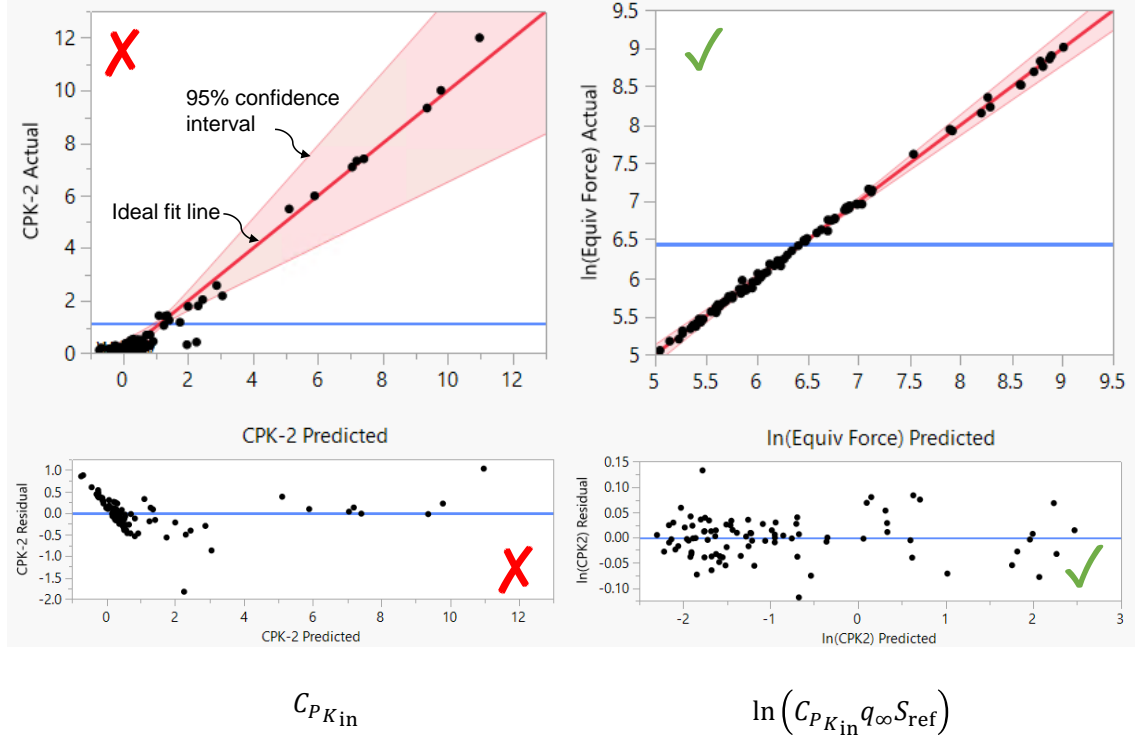 CPK-2 Actual
12
10
8
6
4
2
0
95% confidence
interval
Ideal fit line
0 2 4 6 8 10 12
CPK-2 Predicted
ln(Equiv Force) Actual
9.5
9
8.5
8
7.5
7
6.5
6
5.5
5
5 5.5 6 6.5 7 7.5 8 8.5 9 9.5
ln(Equiv Force) Predicted
CPK-2 Residual
1.0
0.5
0.0
-0.5
-1.0
-1.5
-2.0
0 2 4 6 8 10 12
CPK-2 Predicted
ln(CPK2) Residual
0.15
0.10
0.05
0.00
-0.05
-0.10
-2 -1 0 1 2 3
ln(CPK2) Predicted
C_{P_{K_{in}}}
ln(C_{P_{K_{in}}} q_∞ S_{ref})